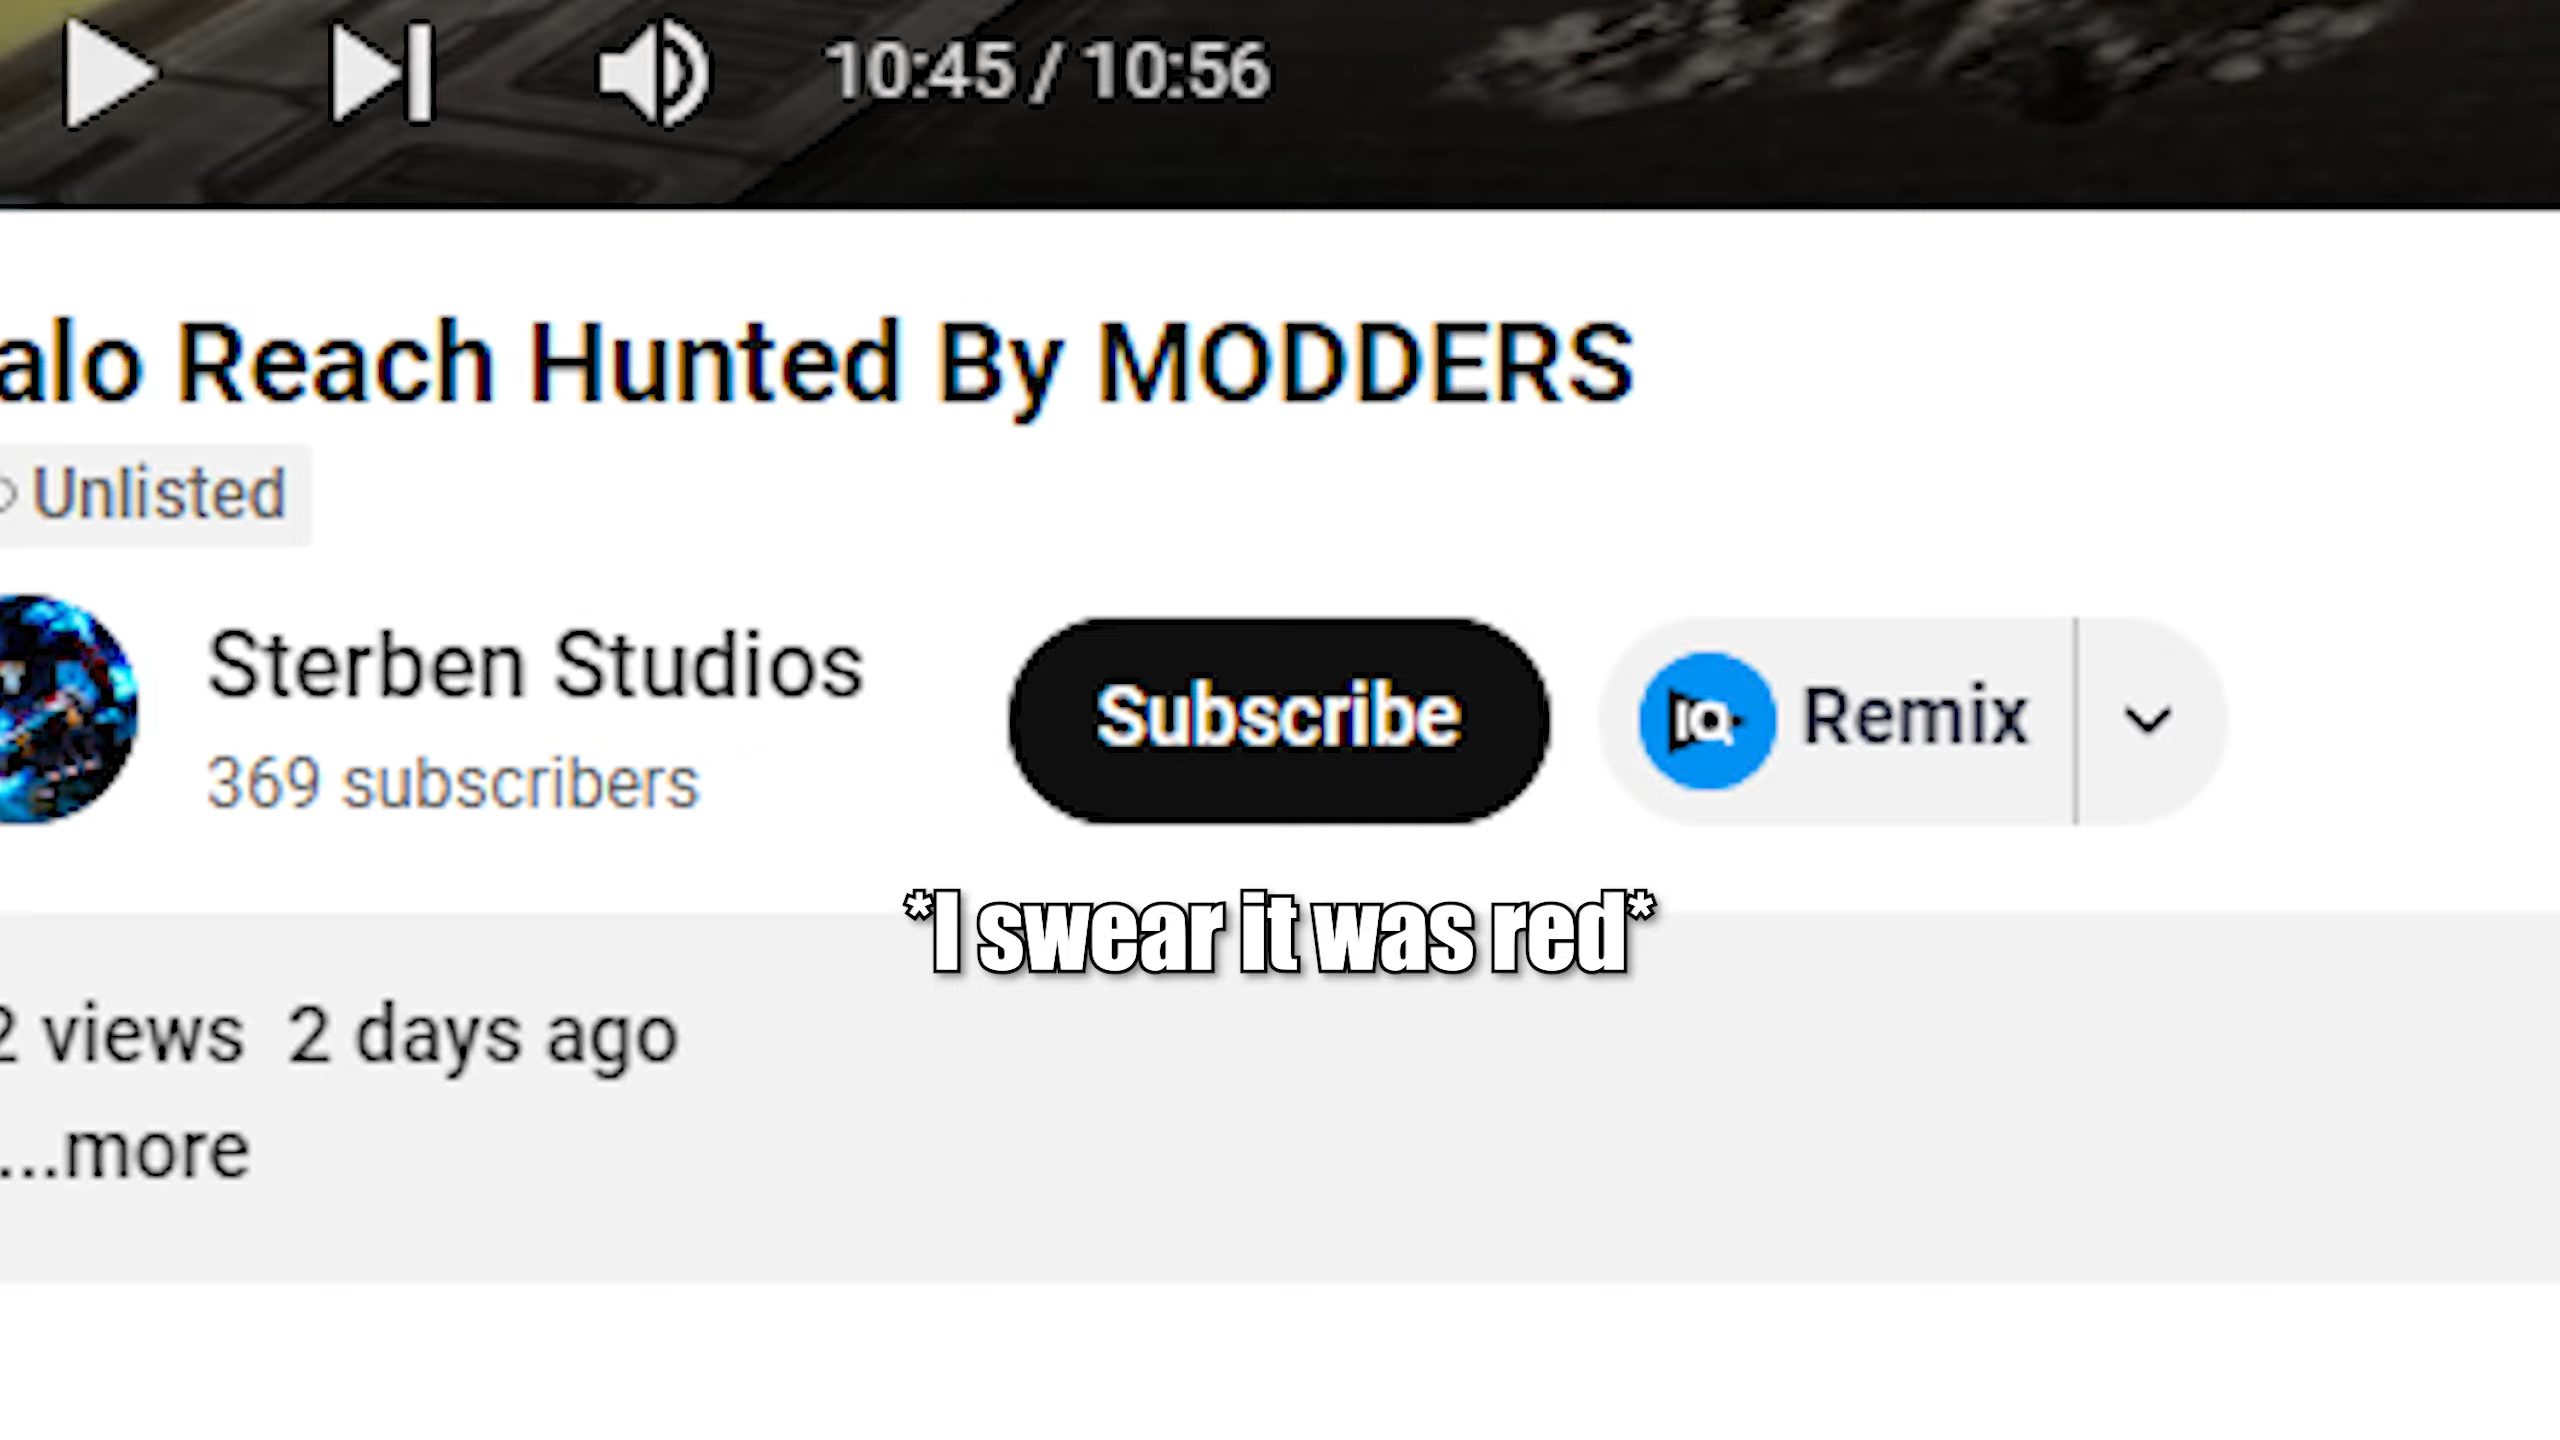 10:45 / 10:56
alo Reach Hunted By MODDERS
Unlisted
Sterben Studios
369 subscribers
Subscribe
IQ
Remix
*I swear it was red*
2 views 2 days ago
...more